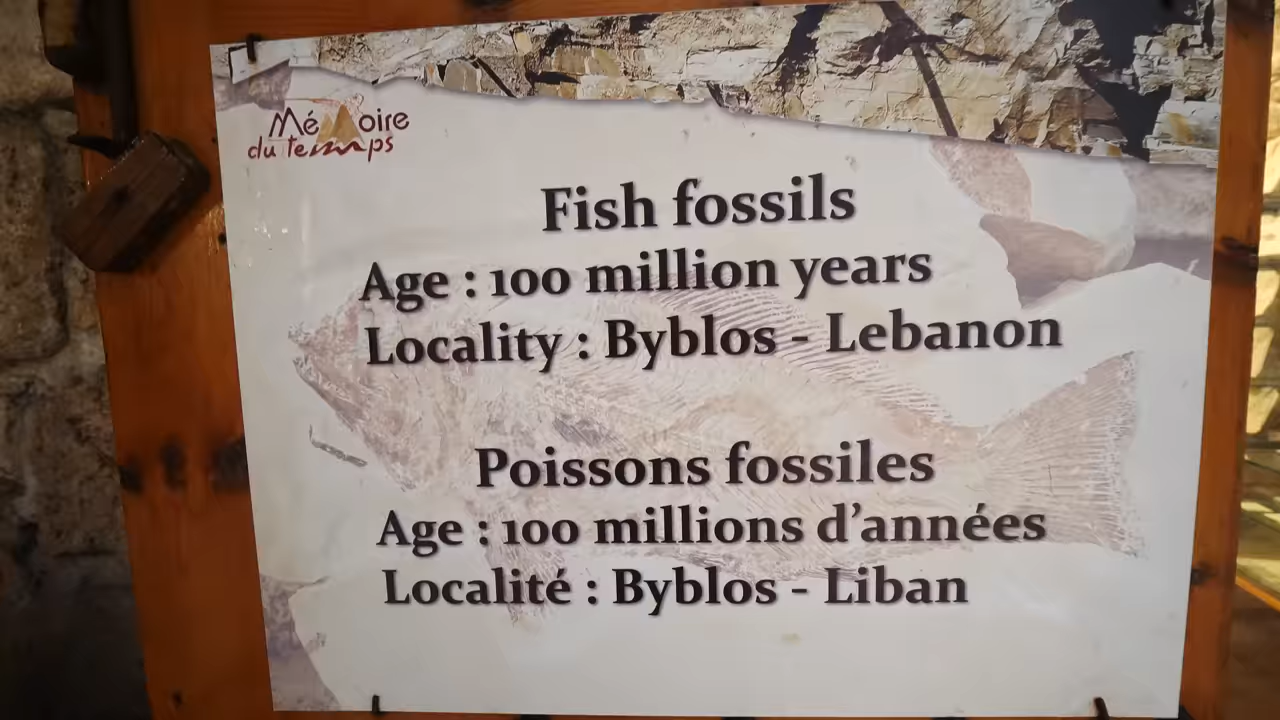 Mémoire
du temps
Fish fossils
Age : 100 million years
Locality : Byblos - Lebanon
Poissons fossiles
Age : 100 millions d’années
Localité : Byblos - Liban